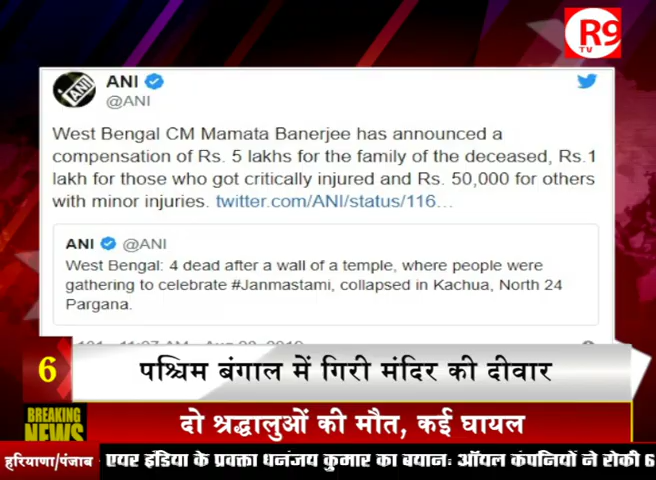 R9
TV
ANI
@ANI
West Bengal CM Mamata Banerjee has announced a
compensation of Rs. 5 lakhs for the family of the deceased, Rs.1
lakh for those who got critically injured and Rs. 50,000 for others
with minor injuries. twitter.com/ANI/status/116…
ANI @ANI
West Bengal: 4 dead after a wall of a temple, where people were
gathering to celebrate #Janmastami, collapsed in Kachua, North 24
Pargana.
6 पश्चिम बंगाल में गिरी मंदिर की दीवार
BREAKING
NEWS
दो श्रद्धालुओं की मौत, कई घायल
हरियाणा/पंजाब एयर इंडिया के प्रवक्ता धनंजय कुमार का बयानः ऑयल कंपनियों ने रोकी 6